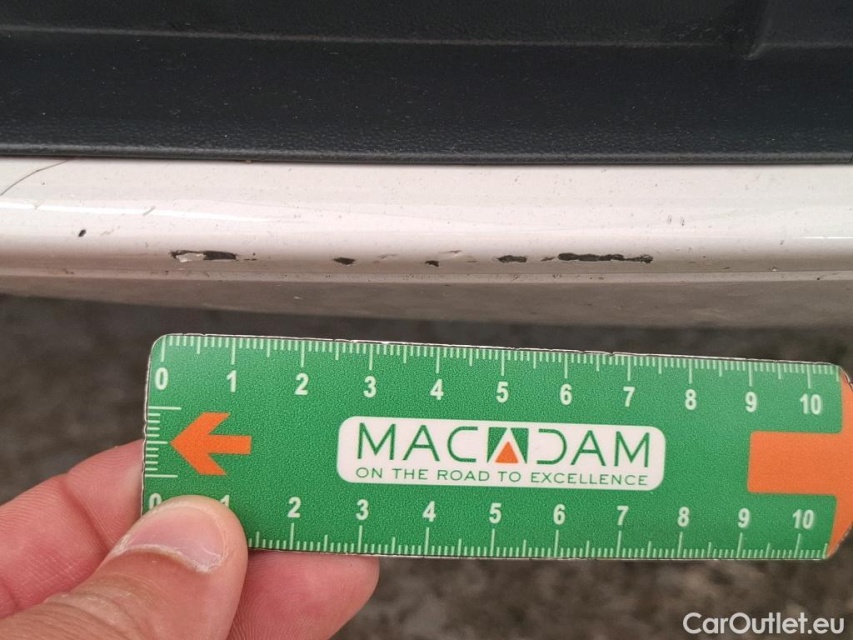 0 1 2 3 4 5 6 7 8 9 10
MACADAM
ON THE ROAD TO EXCELLENCE
0 1 2 3 4 5 6 7 8 9 10
CarOutlet.eu